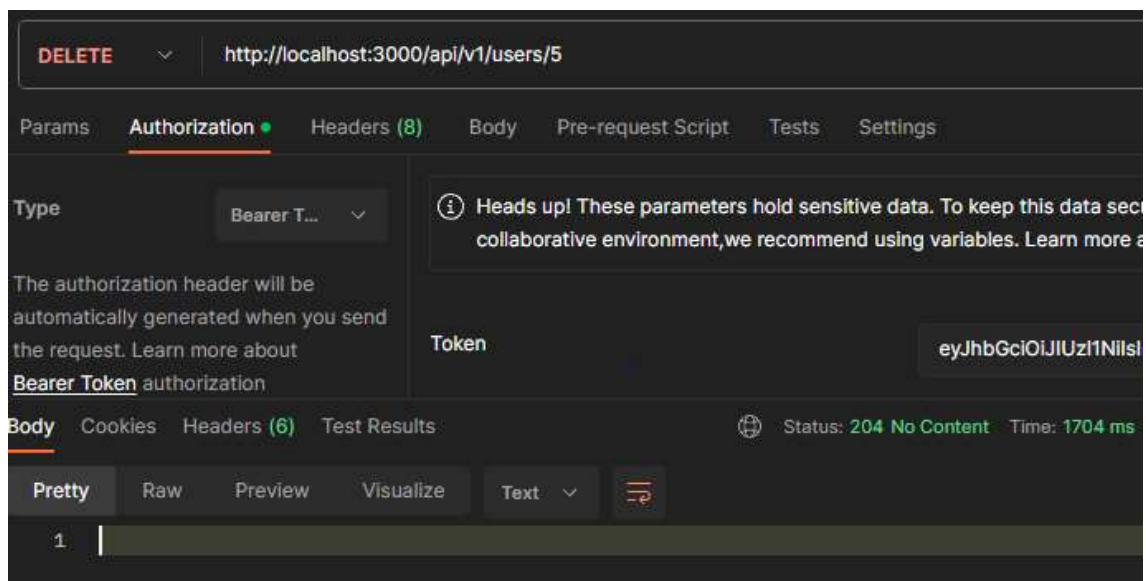 DELETE http://localhost:3000/api/v1/users/5
Params Authorization Headers (8) Body Pre-request Script Tests Settings
Type Bearer T...
Heads up! These parameters hold sensitive data. To keep this data secu
collaborative environment,we recommend using variables. Learn more a
The authorization header will be
automatically generated when you send
the request. Learn more about
Bearer Token authorization
Token eyJhbGciOiJIUzI1NiIsI
Body Cookies Headers (6) Test Results Status: 204 No Content Time: 1704 ms
Pretty Raw Preview Visualize Text
1